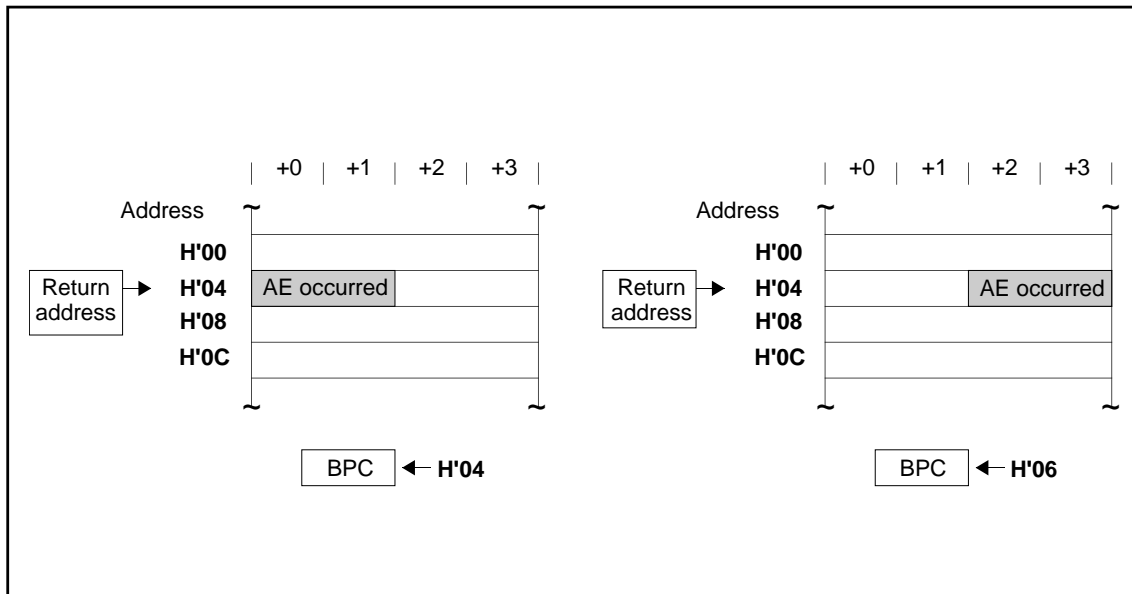 +0 +1 +2 +3
Address
H'00
Return address
H'04
AE occurred
H'08
H'0C
~ ~
~ ~
BPC
H'04
+0 +1 +2 +3
Address
H'00
Return address
H'04
AE occurred
H'08
H'0C
~ ~
~ ~
BPC
H'06